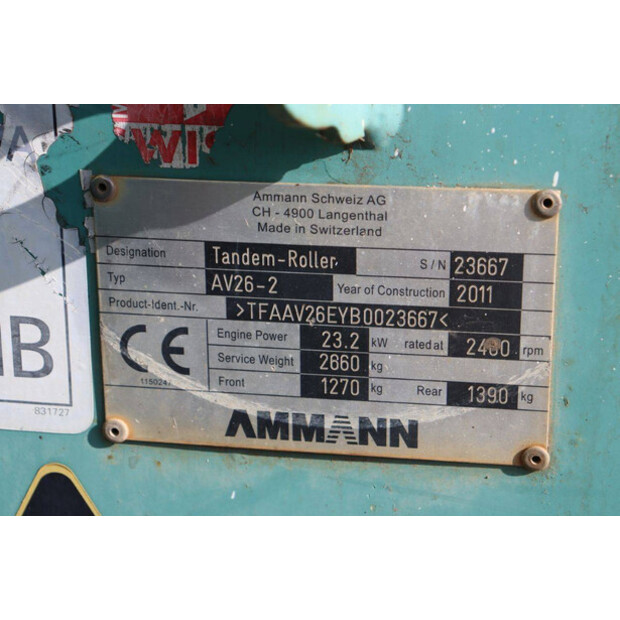 WIS
Ammann Schweiz AG
CH - 4900 Langenthal
Made in Switzerland
Designation Tandem-Roller S/N 23667
Typ AV26-2 Year of Construction 2011
Product-Ident.-Nr. >TFAAV26EYB0023667<
CE Engine Power 23.2 kW rated at 2400 rpm
Service Weight 2660 kg
Front 1270 kg Rear 1390 kg
AMMANN
B
831727